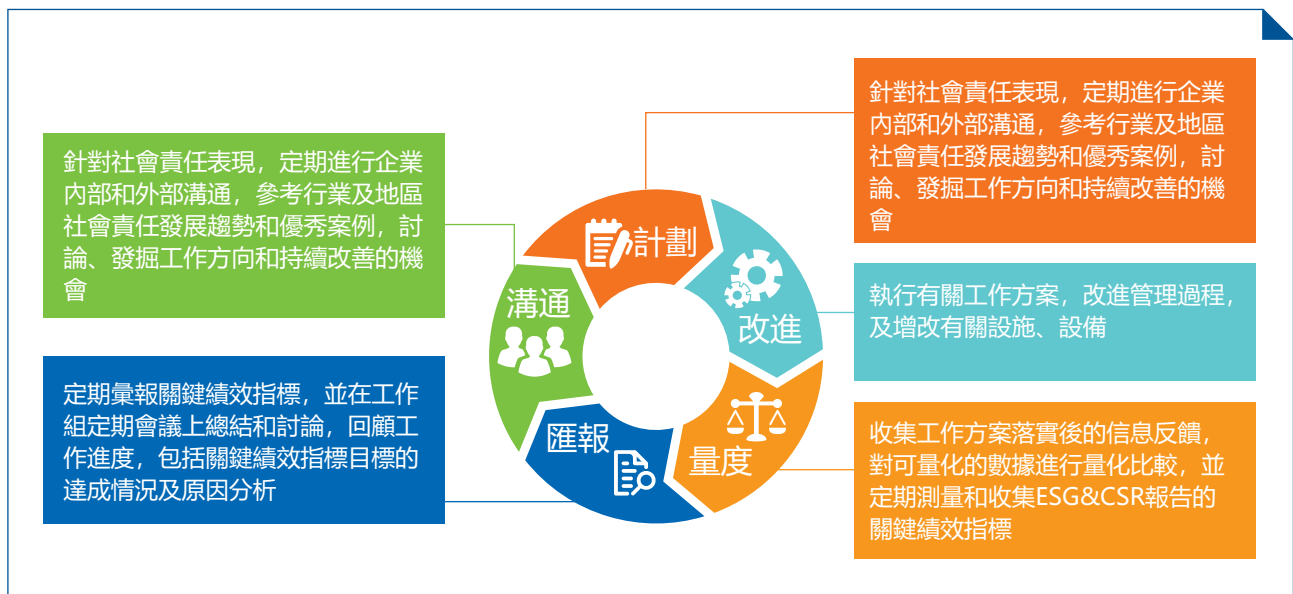 針對社會責任表現，定期進行企業
內部和外部溝通，參考行業及地區
社會責任發展趨勢和優秀案例，討
論、發掘工作方向和持續改善的機
會
定期彙報關鍵績效指標，並在工作
組定期會議上總結和討論，回顧工
作進度，包括關鍵績效指標目標的
達成情況及原因分析
計劃
溝通
改進
匯報
量度
針對社會責任表現，定期進行企業
內部和外部溝通，參考行業及地區
社會責任發展趨勢和優秀案例，討
論、發掘工作方向和持續改善的機
會
執行有關工作方案，改進管理過程，
及增改有關設施、設備
收集工作方案落實後的信息反饋，
對可量化的數據進行量化比較，並
定期測量和收集ESG&CSR報告的
關鍵績效指標